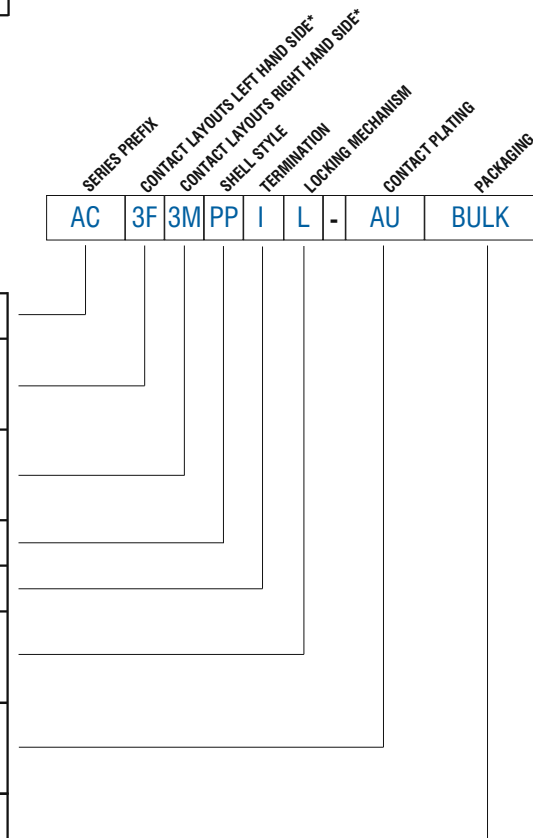 SERIES PREFIX
CONTACT LAYOUTS LEFT HAND SIDE*
CONTACT LAYOUTS RIGHT HAND SIDE*
SHELL STYLE
TERMINATION
LOCKING MECHANISM
CONTACT PLATING
PACKAGING
AC 3F 3M PP I L - AU BULK